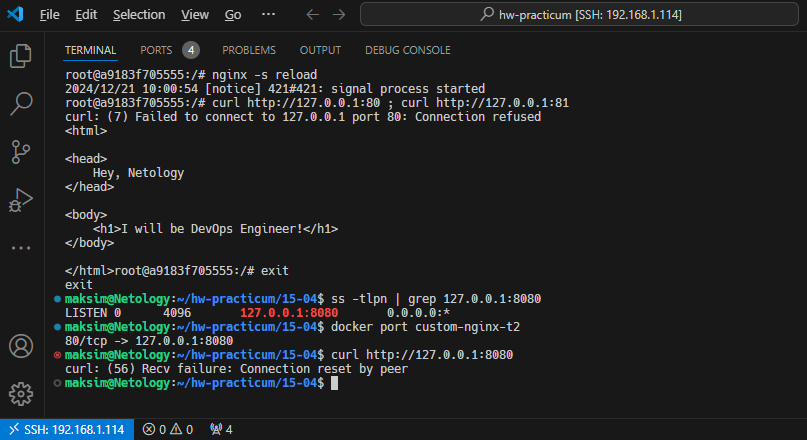 File Edit Selection View Go ··· hw-practicum [SSH: 192.168.1.114]
TERMINAL PORTS 4 PROBLEMS OUTPUT DEBUG CONSOLE
root@a9183f705555:/# nginx -s reload
2024/12/21 10:00:54 [notice] 421#421: signal process started
root@a9183f705555:/# curl http://127.0.0.1:80 ; curl http://127.0.0.1:81
curl: (7) Failed to connect to 127.0.0.1 port 80: Connection refused
<html>
<head>
    Hey, Netology
</head>
<body>
    <h1>I will be DevOps Engineer!</h1>
</body>
</html>root@a9183f705555:/# exit
exit
maksim@Netology:~/hw-practicum/15-04$ ss -tlpn | grep 127.0.0.1:8080
LISTEN 0      4096       127.0.0.1:8080       0.0.0.0:*
maksim@Netology:~/hw-practicum/15-04$ docker port custom-nginx-t2
80/tcp -> 127.0.0.1:8080
maksim@Netology:~/hw-practicum/15-04$ curl http://127.0.0.1:8080
curl: (56) Recv failure: Connection reset by peer
maksim@Netology:~/hw-practicum/15-04$
SSH: 192.168.1.114 0 0 4